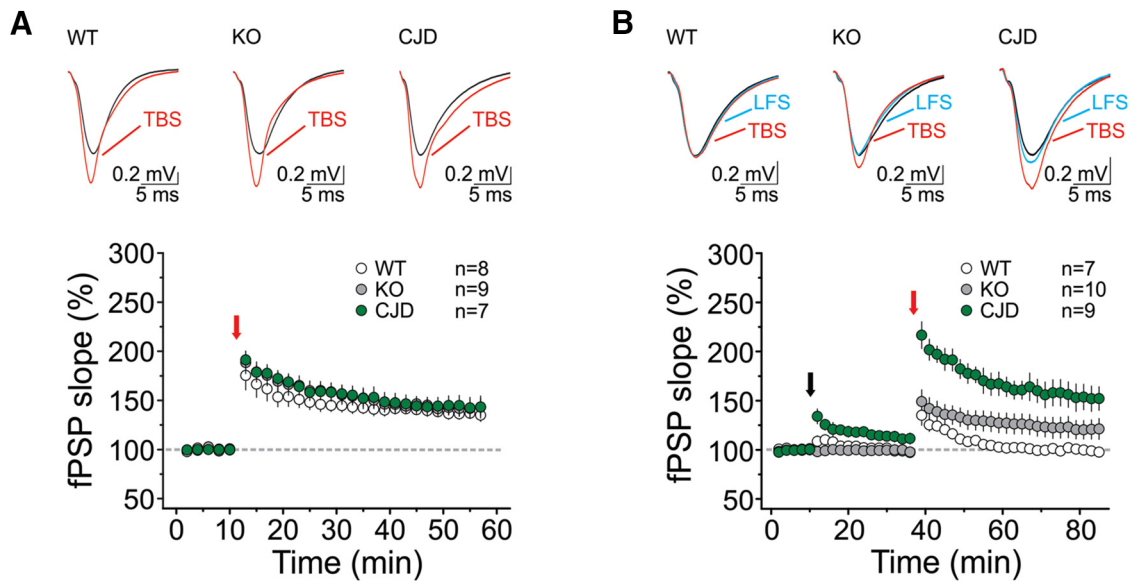 A
B
WT
KO
CJD
WT
KO
CJD
TBS
TBS
TBS
LFS
TBS
LFS
TBS
LFS
TBS
0.2 mV
5 ms
0.2 mV
5 ms
0.2 mV
5 ms
0.2 mV
5 ms
0.2 mV
5 ms
0.2 mV
5 ms
fPSP slope (%)
300
250
200
150
100
50
WT n=8
KO n=9
CJD n=7
0 10 20 30 40 50 60
Time (min)
fPSP slope (%)
300
250
200
150
100
50
WT n=7
KO n=10
CJD n=9
0 20 40 60 80
Time (min)